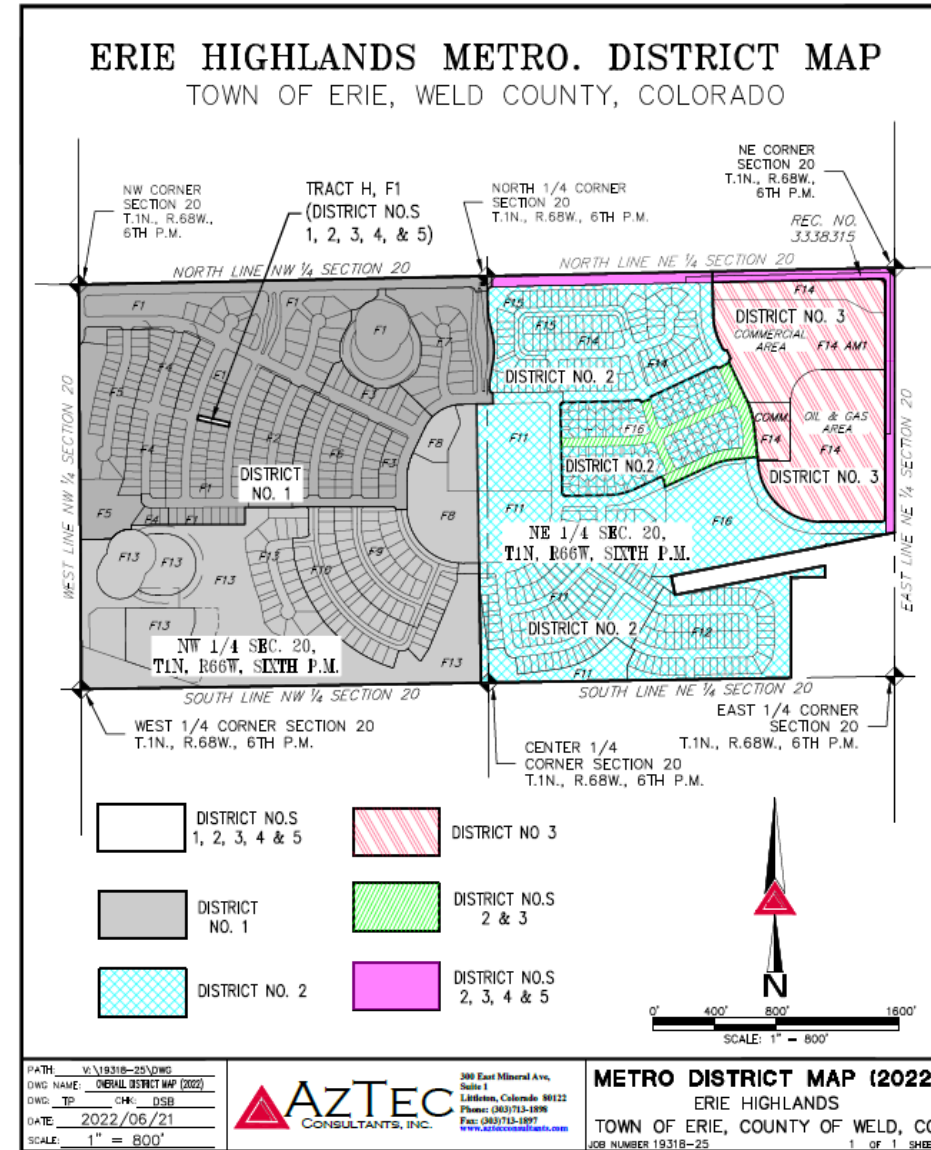 ERIE HIGHLANDS METRO. DISTRICT MAP
TOWN OF ERIE, WELD COUNTY, COLORADO
NW CORNER
SECTION 20
T.1N., R.68W.,
6TH P.M.
TRACT H, F1
(DISTRICT NO.S
1, 2, 3, 4, & 5)
NORTH 1/4 CORNER
SECTION 20
T.1N., R.68W., 6TH P.M.
NE CORNER
SECTION 20
T.1N., R.68W.,
6TH P.M.
REC. NO.
3338315
NORTH LINE NW ¼ SECTION 20
NORTH LINE NE ¼ SECTION 20
WEST LINE NW ¼ SECTION 20
EAST LINE NE ¼ SECTION 20
F1
F1
F7
F5
F4
F1
F3
F2
F6
F3
F4
F1
DISTRICT
NO. 1
F8
F8
F5
F4
F1
F13
F13
F13
F13
F10
F9
F13
F13
NW 1/4 SEC. 20,
T1N, R66W, SIXTH P.M.
F15
F15
F14
F14
DISTRICT NO. 2
F11
F16
DISTRICT NO.2
F11
F16
NE 1/4 SEC. 20,
T1N, R66W, SIXTH P.M.
F11
DISTRICT NO. 2
F12
F11
F14
DISTRICT NO. 3
COMMERCIAL
AREA
F14 AM1
COMM.
F14
OIL & GAS
AREA
F14
DISTRICT NO. 3
SOUTH LINE NW ¼ SECTION 20
SOUTH LINE NE ¼ SECTION 20
WEST 1/4 CORNER SECTION 20
T.1N., R.68W., 6TH P.M.
CENTER 1/4
CORNER SECTION 20
T.1N., R.68W., 6TH P.M.
EAST 1/4 CORNER
SECTION 20
T.1N., R.68W., 6TH P.M.
DISTRICT NO.S
1, 2, 3, 4 & 5
DISTRICT NO 3
DISTRICT
NO. 1
DISTRICT NO.S
2 & 3
DISTRICT NO. 2
DISTRICT NO.S
2, 3, 4 & 5
N
0' 400' 800' 1600'
SCALE: 1" = 800'
PATH: V:\19318-25\DWG
DWG NAME: OVERALL DISTRICT MAP (2022)
DWG: TP CHK: DSB
DATE: 2022/06/21
SCALE: 1" = 800'
AZTEC
CONSULTANTS, INC.
300 East Mineral Ave,
Suite 1
Littleton, Colorado 80122
Phone: (303)713-1898
Fax: (303)713-1897
www.aztecconsultants.com
METRO DISTRICT MAP (2022
ERIE HIGHLANDS
TOWN OF ERIE, COUNTY OF WELD, CO
JOB NUMBER 19318-25 1 OF 1 SHEE